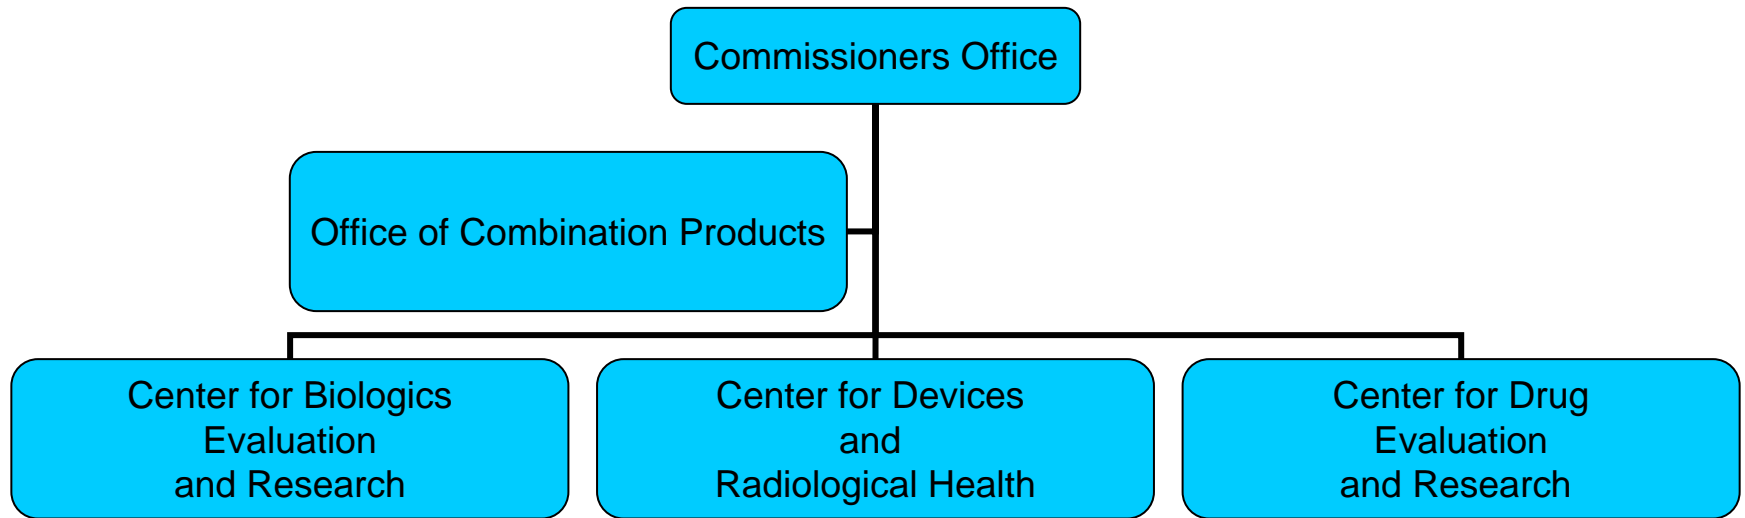 Commissioners Office
Office of Combination Products
Center for Biologics
Evaluation
and Research
Center for Devices
and
Radiological Health
Center for Drug
Evaluation
and Research